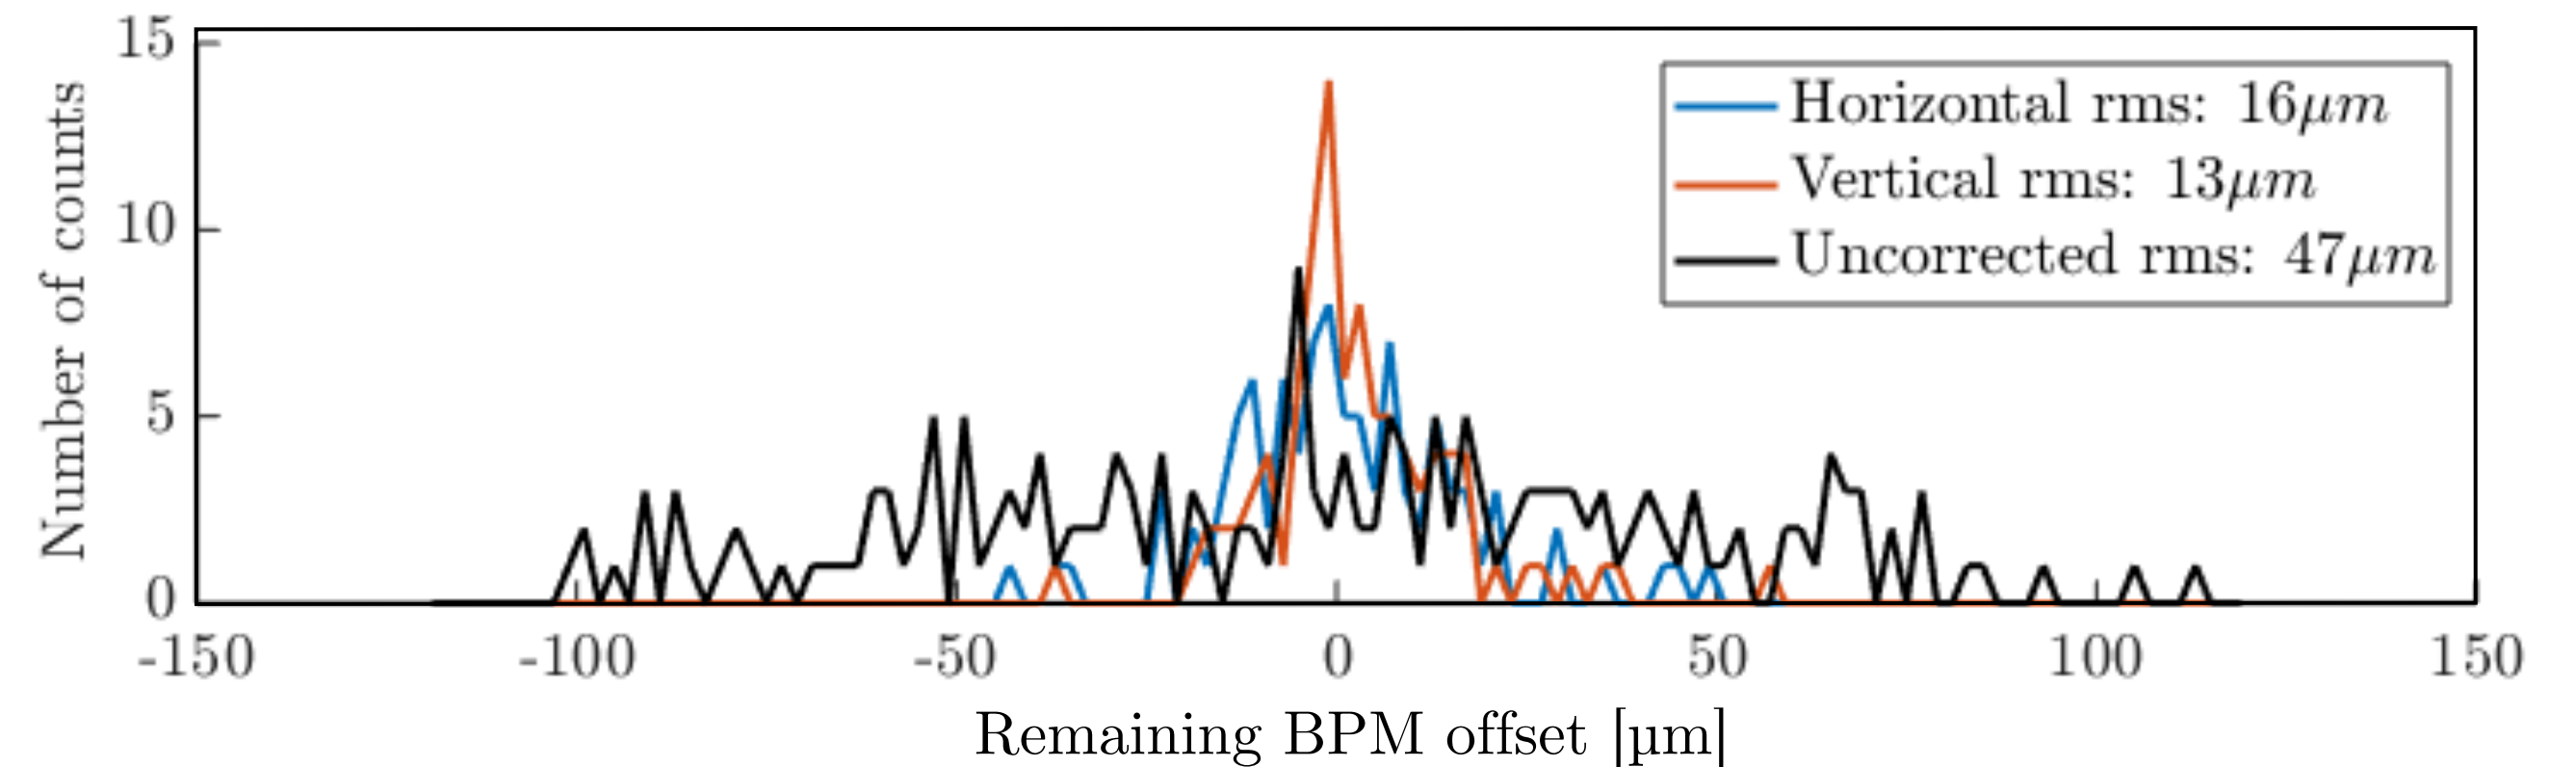 Number of counts
15
10
5
0
-150
-100
-50
0
50
100
150
Remaining BPM offset [µm]
Horizontal rms: 16μm
Vertical rms: 13μm
Uncorrected rms: 47μm